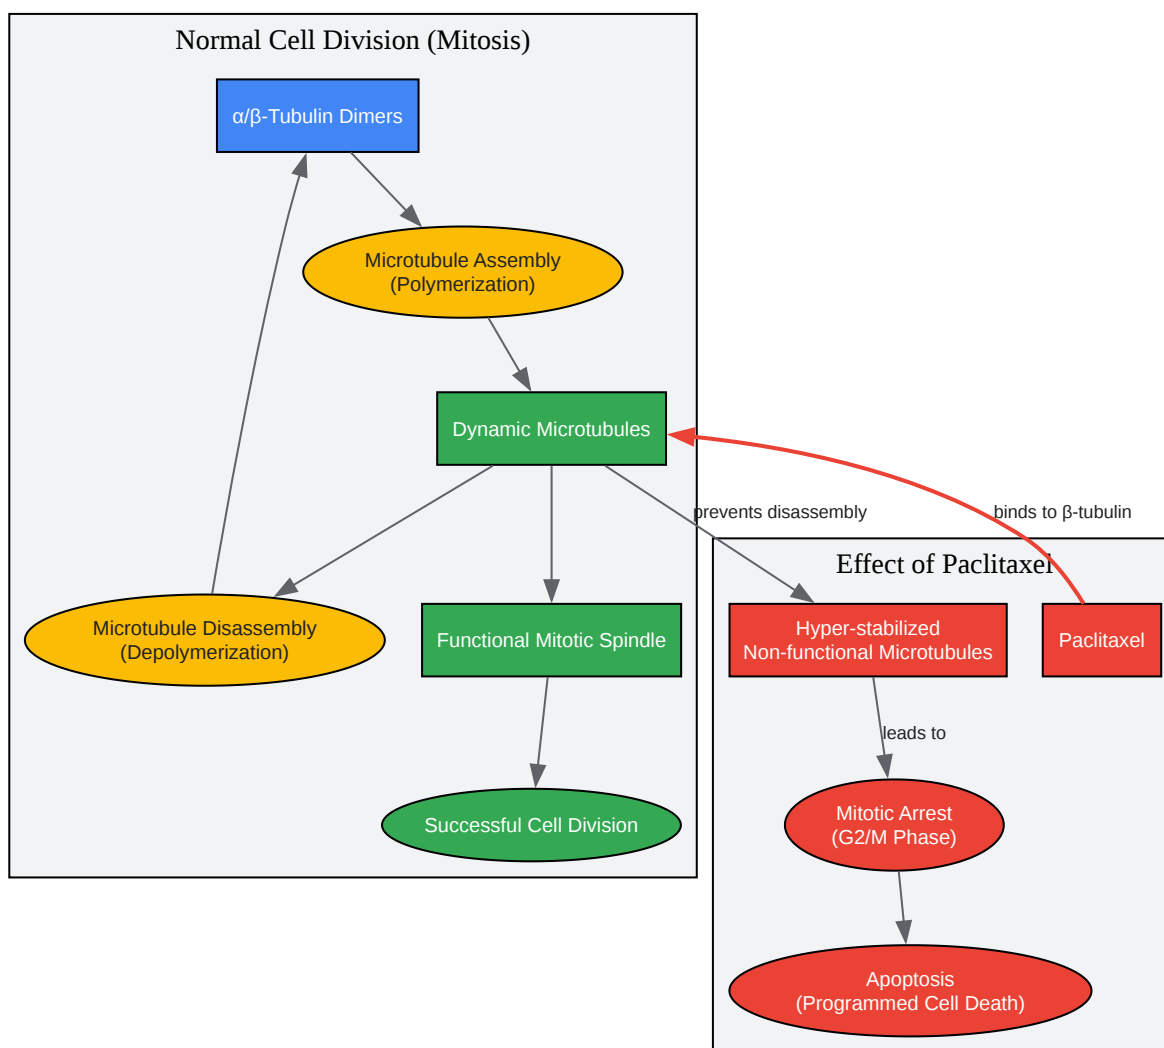 Normal Cell Division (Mitosis)
α/β-Tubulin Dimers
Microtubule Assembly
(Polymerization)
Dynamic Microtubules
prevents disassembly
binds to β-tubulin
Effect of Paclitaxel
Microtubule Disassembly
(Depolymerization)
Functional Mitotic Spindle
Hyper-stabilized
Non-functional Microtubules
Paclitaxel
leads to
Successful Cell Division
Mitotic Arrest
(G2/M Phase)
Apoptosis
(Programmed Cell Death)